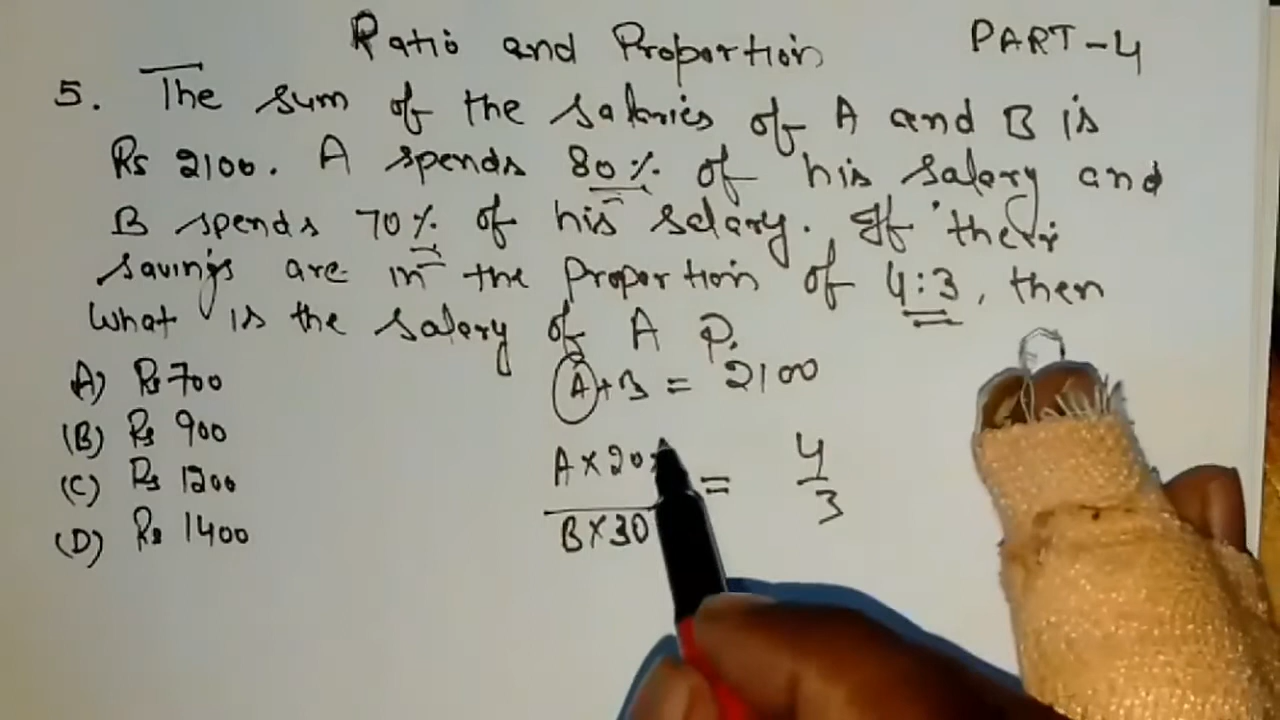 Ratio and Proportion PART-4
5. The sum of the salaries of A and B is
Rs 2100. A spends 80% of his salary and
B spends 70% of his salary. If their
savings are in the proportion of 4:3, then
what is the salary of A ?
(A) Rs 700
(B) Rs 900
(C) Rs 1200
(D) Rs 1400
A+B = 2100
A×20
B×30
=
4
3